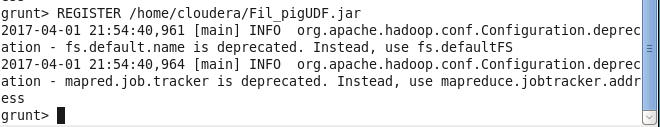 grunt> REGISTER /home/cloudera/Fil_pigUDF.jar
2017-04-01 21:54:40,961 [main] INFO  org.apache.hadoop.conf.Configuration.deprec
ation - fs.default.name is deprecated. Instead, use fs.defaultFS
2017-04-01 21:54:40,964 [main] INFO  org.apache.hadoop.conf.Configuration.deprec
ation - mapred.job.tracker is deprecated. Instead, use mapreduce.jobtracker.addr
ess
grunt>